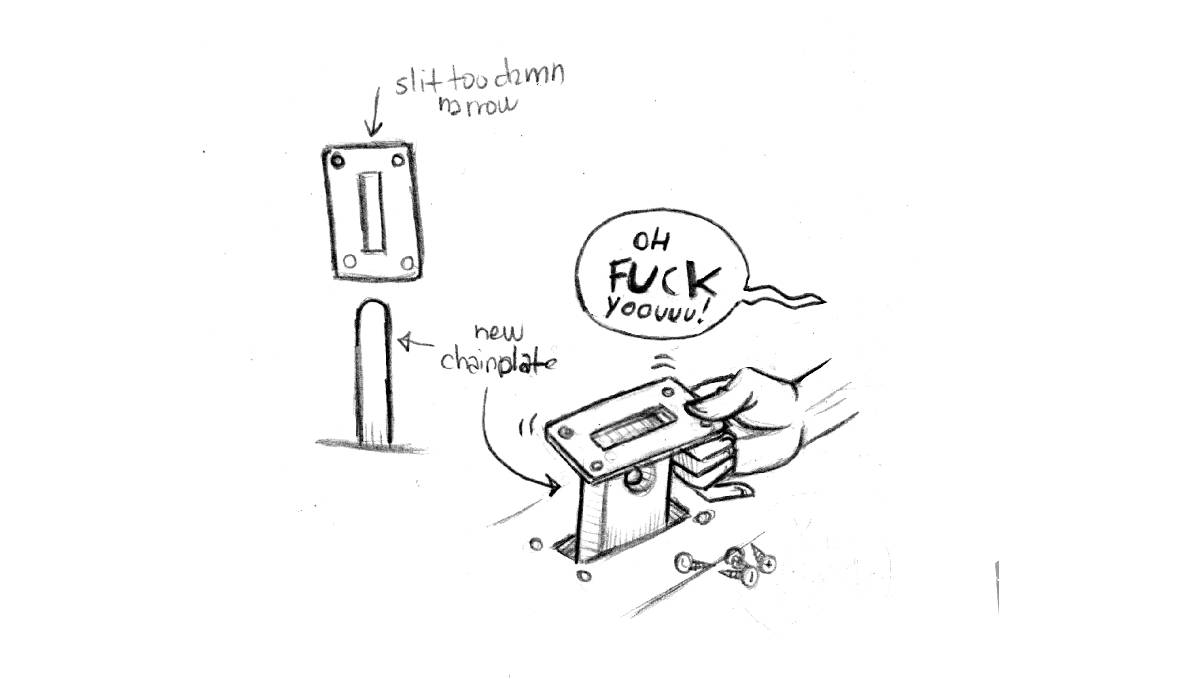 slit too damn
narrow
OH
FUCK
YOOUUU!
new
chainplate